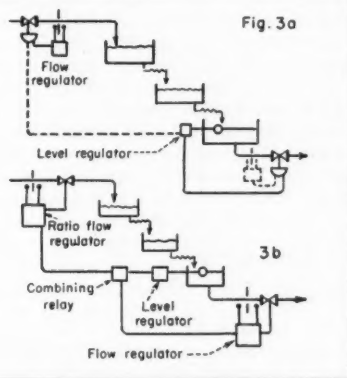 Fig. 3a
Flow
regulator
Level regulator
Ratio flow
regulator
3b
Combining
relay
Level
regulator
Flow regulator